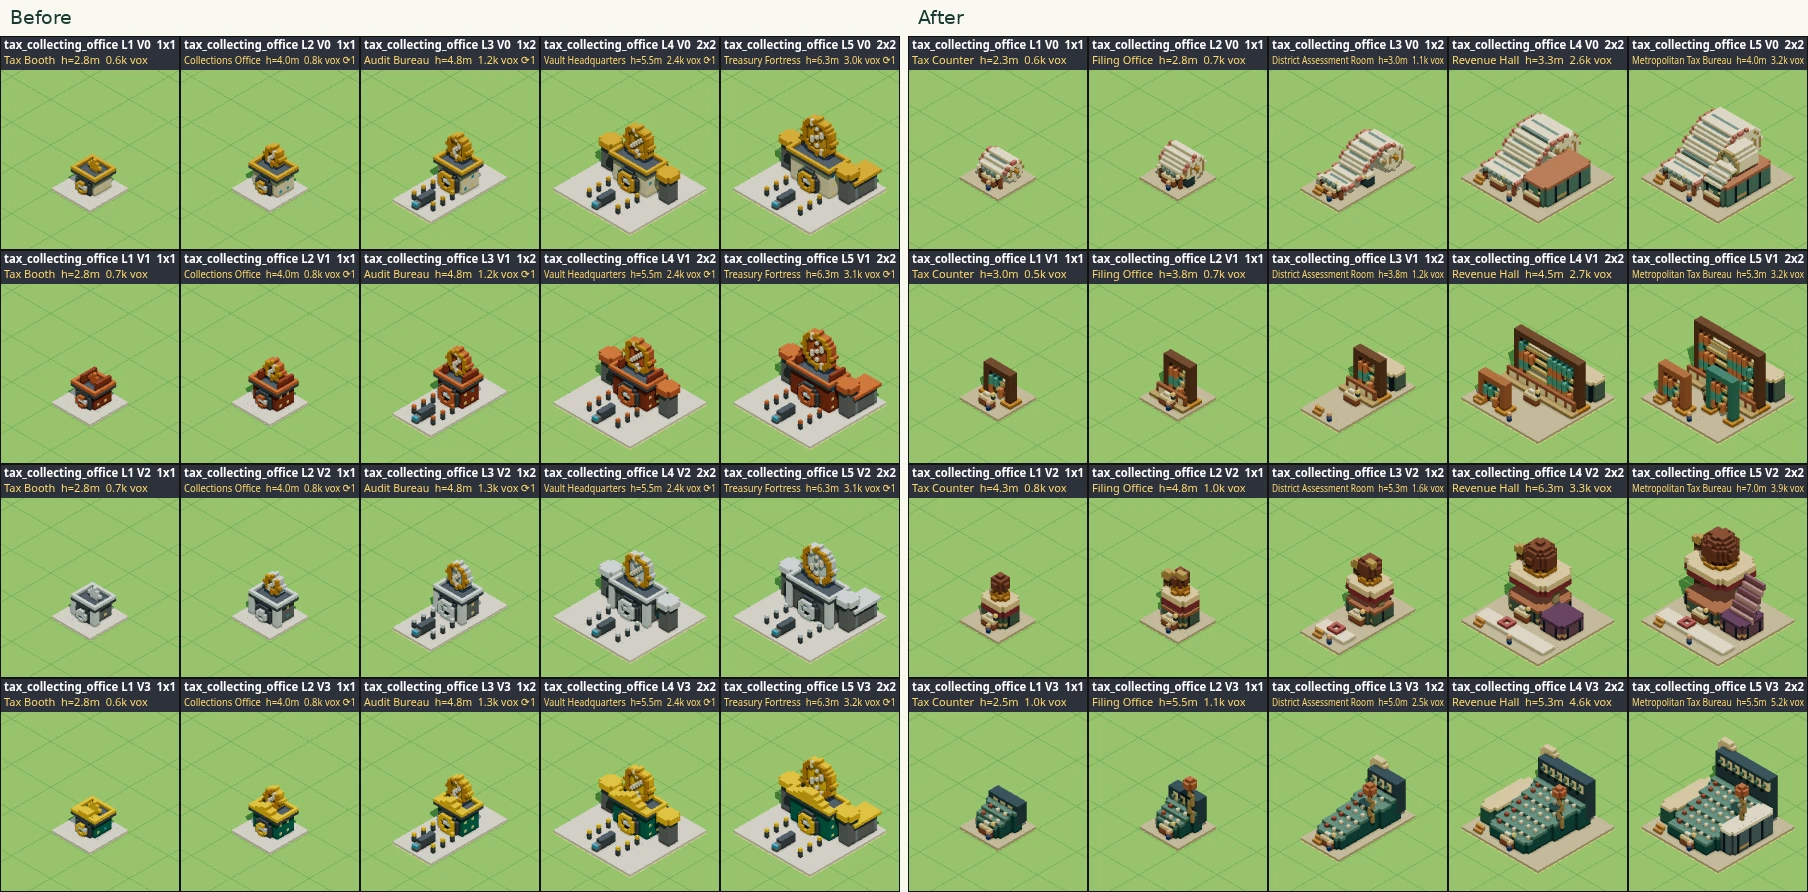 Before
After
tax_collecting_office L1 V0 1x1
Tax Booth h=2.8m 0.6k vox
tax_collecting_office L2 V0 1x1
Collections Office h=4.0m 0.8k vox ⟳1
tax_collecting_office L3 V0 1x2
Audit Bureau h=4.8m 1.2k vox ⟳1
tax_collecting_office L4 V0 2x2
Vault Headquarters h=5.5m 2.4k vox ⟳1
tax_collecting_office L5 V0 2x2
Treasury Fortress h=6.3m 3.0k vox ⟳1
tax_collecting_office L1 V0 1x1
Tax Counter h=2.3m 0.6k vox
tax_collecting_office L2 V0 1x1
Filing Office h=2.8m 0.7k vox
tax_collecting_office L3 V0 1x2
District Assessment Room h=3.0m 1.1k vox
tax_collecting_office L4 V0 2x2
Revenue Hall h=3.3m 2.6k vox
tax_collecting_office L5 V0 2x2
Metropolitan Tax Bureau h=4.0m 3.2k vox
tax_collecting_office L1 V1 1x1
Tax Booth h=2.8m 0.7k vox
tax_collecting_office L2 V1 1x1
Collections Office h=4.0m 0.8k vox ⟳1
tax_collecting_office L3 V1 1x2
Audit Bureau h=4.8m 1.2k vox ⟳1
tax_collecting_office L4 V1 2x2
Vault Headquarters h=5.5m 2.4k vox ⟳1
tax_collecting_office L5 V1 2x2
Treasury Fortress h=6.3m 3.1k vox ⟳1
tax_collecting_office L1 V1 1x1
Tax Counter h=3.0m 0.5k vox
tax_collecting_office L2 V1 1x1
Filing Office h=3.8m 0.7k vox
tax_collecting_office L3 V1 1x2
District Assessment Room h=3.8m 1.2k vox
tax_collecting_office L4 V1 2x2
Revenue Hall h=4.5m 2.7k vox
tax_collecting_office L5 V1 2x2
Metropolitan Tax Bureau h=5.3m 3.2k vox
tax_collecting_office L1 V2 1x1
Tax Booth h=2.8m 0.7k vox
tax_collecting_office L2 V2 1x1
Collections Office h=4.0m 0.8k vox ⟳1
tax_collecting_office L3 V2 1x2
Audit Bureau h=4.8m 1.3k vox ⟳1
tax_collecting_office L4 V2 2x2
Vault Headquarters h=5.5m 2.4k vox ⟳1
tax_collecting_office L5 V2 2x2
Treasury Fortress h=6.3m 3.1k vox ⟳1
tax_collecting_office L1 V2 1x1
Tax Counter h=4.3m 0.8k vox
tax_collecting_office L2 V2 1x1
Filing Office h=4.8m 1.0k vox
tax_collecting_office L3 V2 1x2
District Assessment Room h=5.3m 1.6k vox
tax_collecting_office L4 V2 2x2
Revenue Hall h=6.3m 3.3k vox
tax_collecting_office L5 V2 2x2
Metropolitan Tax Bureau h=7.0m 3.9k vox
tax_collecting_office L1 V3 1x1
Tax Booth h=2.8m 0.6k vox
tax_collecting_office L2 V3 1x1
Collections Office h=4.0m 0.8k vox ⟳1
tax_collecting_office L3 V3 1x2
Audit Bureau h=4.8m 1.3k vox ⟳1
tax_collecting_office L4 V3 2x2
Vault Headquarters h=5.5m 2.4k vox ⟳1
tax_collecting_office L5 V3 2x2
Treasury Fortress h=6.3m 3.2k vox ⟳1
tax_collecting_office L1 V3 1x1
Tax Counter h=2.5m 1.0k vox
tax_collecting_office L2 V3 1x1
Filing Office h=5.5m 1.1k vox
tax_collecting_office L3 V3 1x2
District Assessment Room h=5.0m 2.5k vox
tax_collecting_office L4 V3 2x2
Revenue Hall h=5.3m 4.6k vox
tax_collecting_office L5 V3 2x2
Metropolitan Tax Bureau h=5.5m 5.2k vox